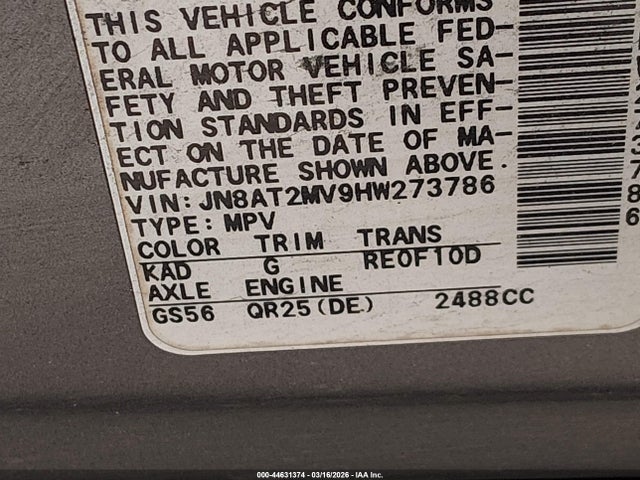 THIS VEHICLE CONFORMS
TO ALL APPLICABLE FED-
ERAL MOTOR VEHICLE SA-
FETY AND THEFT PREVEN-
TION STANDARDS IN EFF-
ECT ON THE DATE OF MA-
NUFACTURE SHOWN ABOVE.
VIN: JN8AT2MV9HW273786
TYPE: MPV
COLOR TRIM TRANS
KAD G RE0F10D
AXLE ENGINE
GS56 QR25(DE) 2488CC
000-44631374 | 03/16/2026 | IAA Inc.